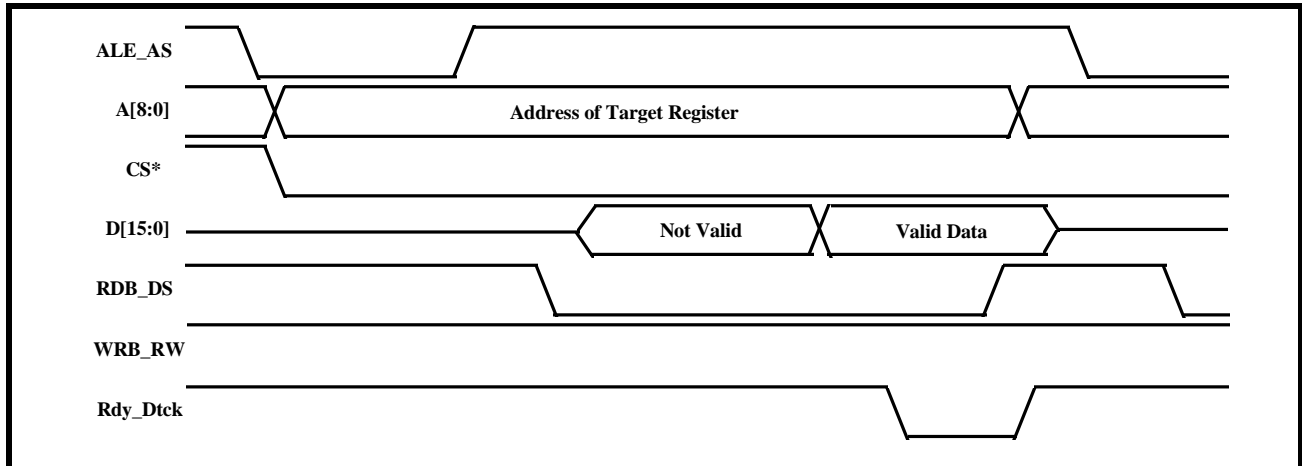 ALE_AS
A[8:0]
Address of Target Register
CS*
D[15:0]
Not Valid
Valid Data
RDB_DS
WRB_RW
Rdy_Dtck